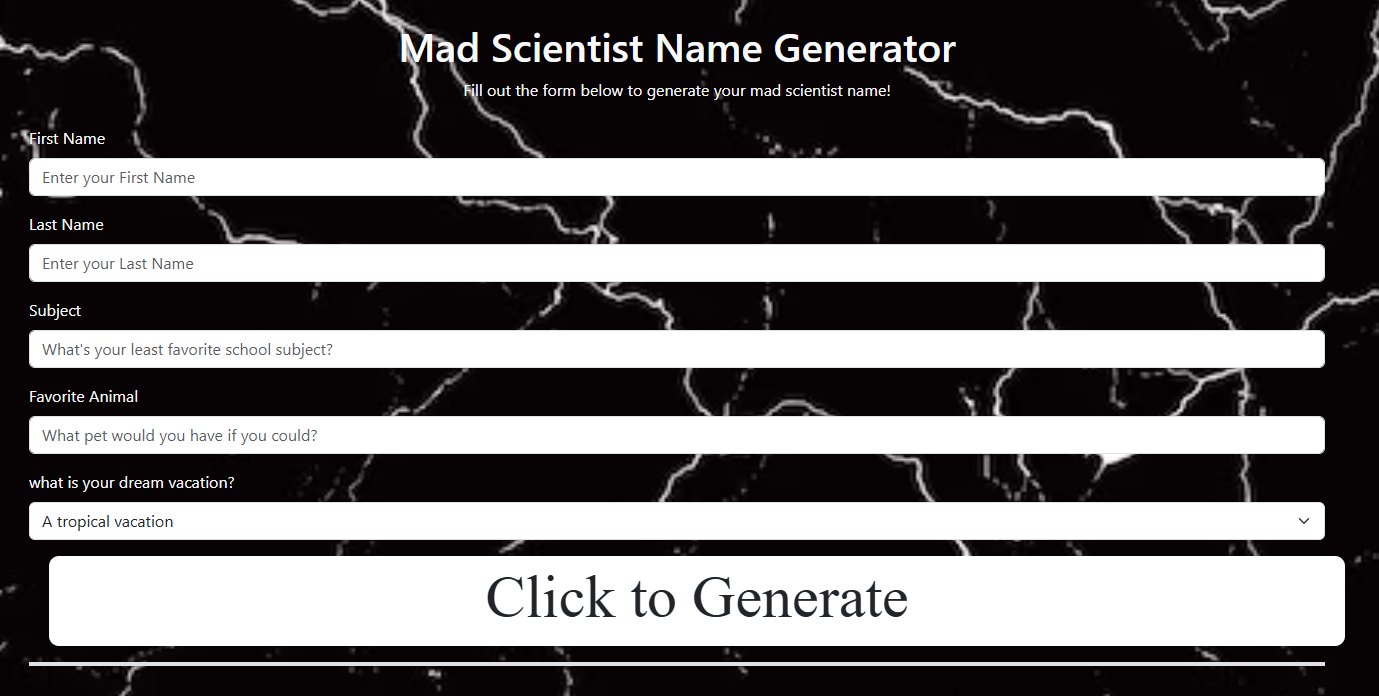 Mad Scientist Name Generator
Fill out the form below to generate your mad scientist name!
First Name
Enter your First Name
Last Name
Enter your Last Name
Subject
What's your least favorite school subject?
Favorite Animal
What pet would you have if you could?
what is your dream vacation?
A tropical vacation
Click to Generate